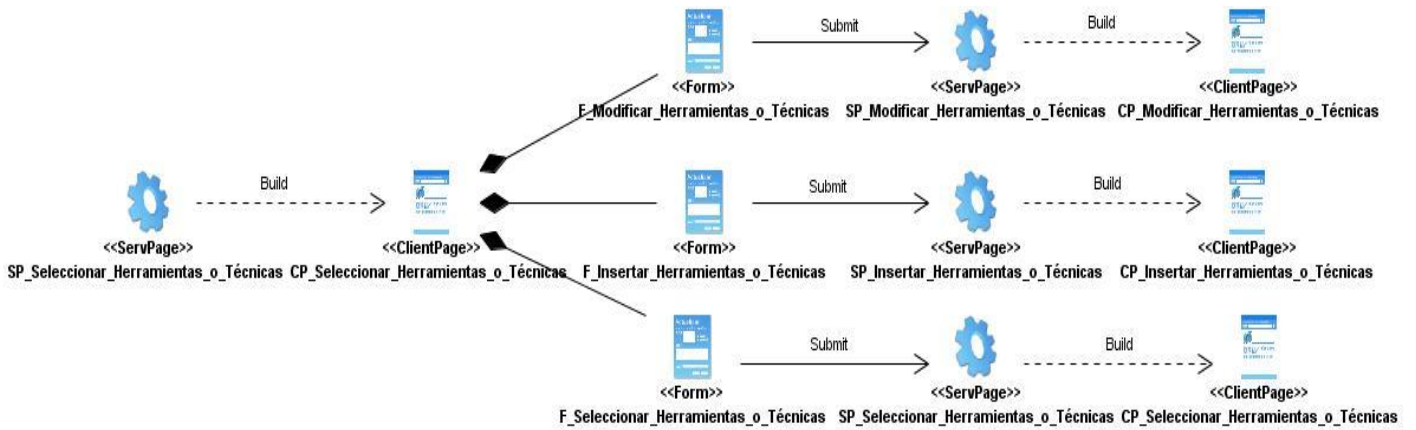 Submit
Build
<<Form>>
<<ServPage>>
<<ClientPage>>
F_Modificar_Herramientas_o_Técnicas
SP_Modificar_Herramientas_o_Técnicas
CP_Modificar_Herramientas_o_Técnicas
Build
Submit
Build
<<ServPage>>
<<ClientPage>>
<<Form>>
<<ServPage>>
<<ClientPage>>
SP_Seleccionar_Herramientas_o_Técnicas
CP_Seleccionar_Herramientas_o_Técnicas
F_Insertar_Herramientas_o_Técnicas
SP_Insertar_Herramientas_o_Técnicas
CP_Insertar_Herramientas_o_Técnicas
Submit
Build
<<Form>>
<<ServPage>>
<<ClientPage>>
F_Seleccionar_Herramientas_o_Técnicas
SP_Seleccionar_Herramientas_o_Técnicas
CP_Seleccionar_Herramientas_o_Técnicas